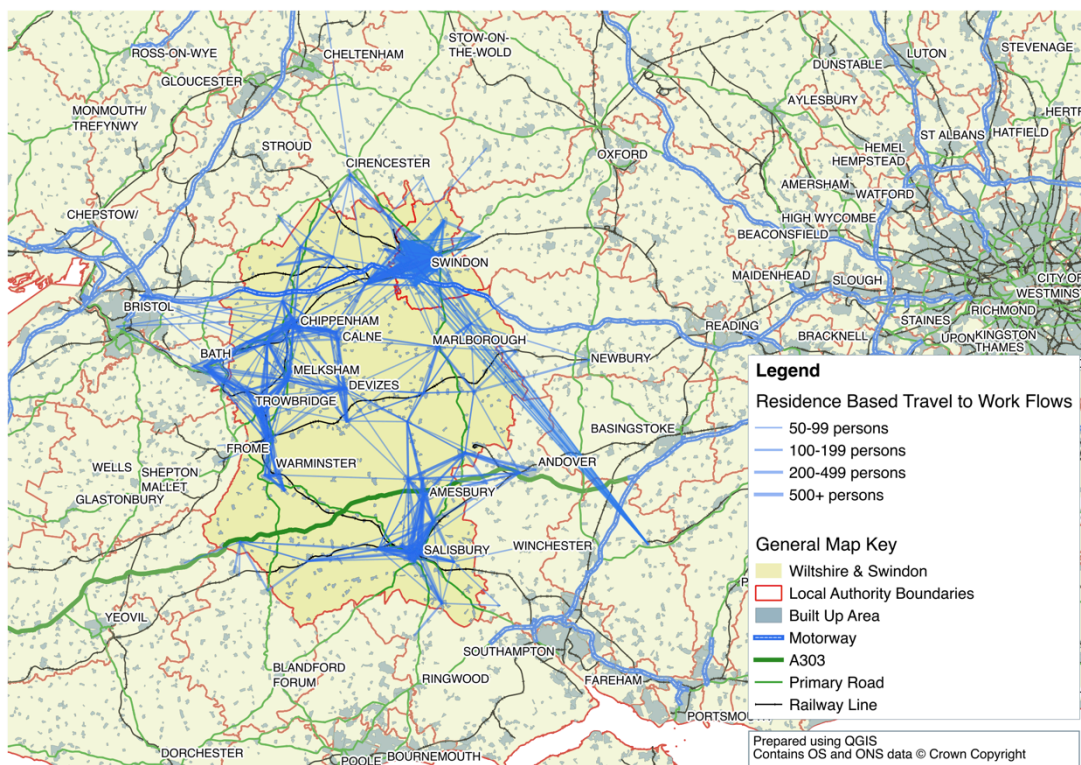 ROSS-ON-WYE
CHELTENHAM
STOW-ON-
THE-WOLD
LUTON
STEVENAGE
DUNSTABLE
GLOUCESTER
AYLESBURY
MONMOUTH/
TREFYNWY
HERTF
ST ALBANS
HATFIELD
STROUD
CIRENCESTER
OXFORD
HEMEL
HEMPSTEAD
AMERSHAM
WATFORD
CHEPSTOW/
HIGH WYCOMBE
BEACONSFIELD
SWINDON
MAIDENHEAD
SLOUGH
CITY OF
WESTMINST
BRISTOL
RICHMOND
CHIPPENHAM
READING
STAINES
BRACKNELL
KINGSTON
UPON
THAMES
CALNE
MARLBOROUGH
BATH
NEWBURY
MELKSHAM
DEVIZES
TROWBRIDGE
BASINGSTOKE
FROME
WARMINSTER
ANDOVER
WELLS
SHEPTON
MALLET
GLASTONBURY
AMESBURY
SALISBURY
WINCHESTER
P
YEOVIL
SOUTHAMPTON
BLANDFORD
FORUM
RINGWOOD
FAREHAM
PORTSMOUTH
DORCHESTER
POOLE
BOURNEMOUTH
Legend
Residence Based Travel to Work Flows
50-99 persons
100-199 persons
200-499 persons
500+ persons
General Map Key
Wiltshire & Swindon
Local Authority Boundaries
Built Up Area
Motorway
A303
Primary Road
Railway Line
Prepared using QGIS
Contains OS and ONS data © Crown Copyright